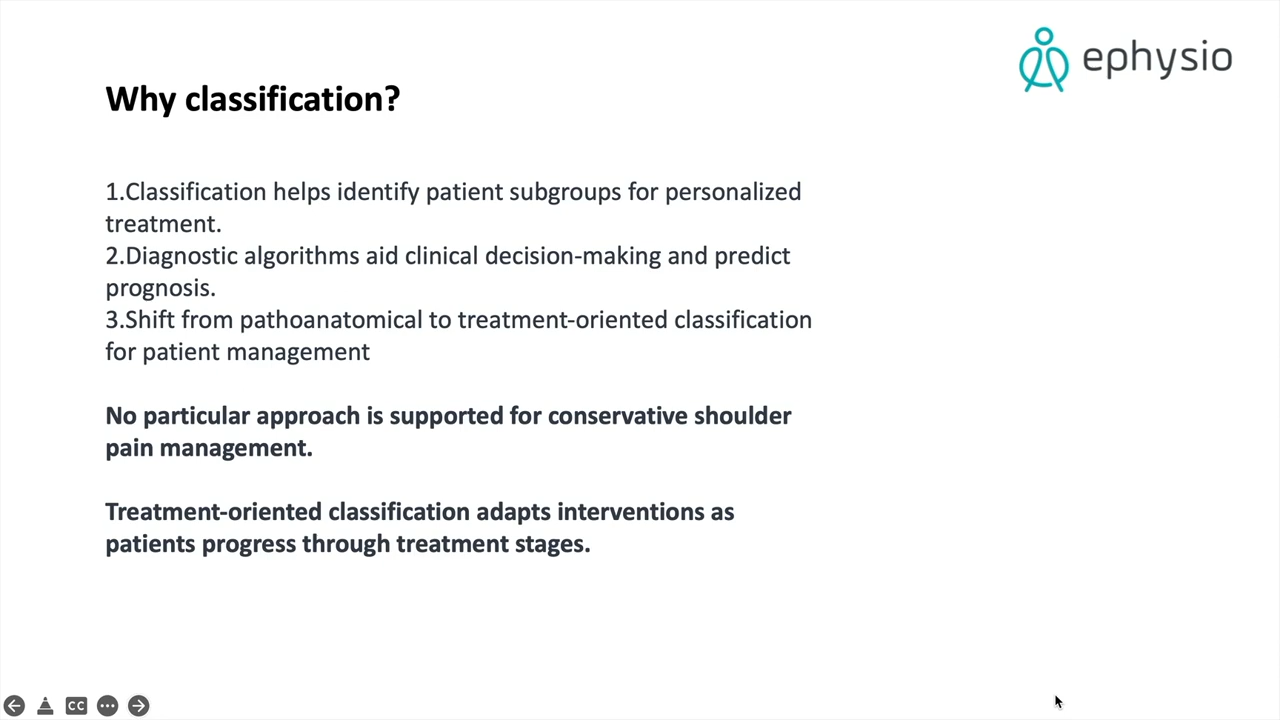 ephysio
Why classification?
1.Classification helps identify patient subgroups for personalized
treatment.
2.Diagnostic algorithms aid clinical decision-making and predict
prognosis.
3.Shift from pathoanatomical to treatment-oriented classification
for patient management
No particular approach is supported for conservative shoulder
pain management.
Treatment-oriented classification adapts interventions as
patients progress through treatment stages.
CC